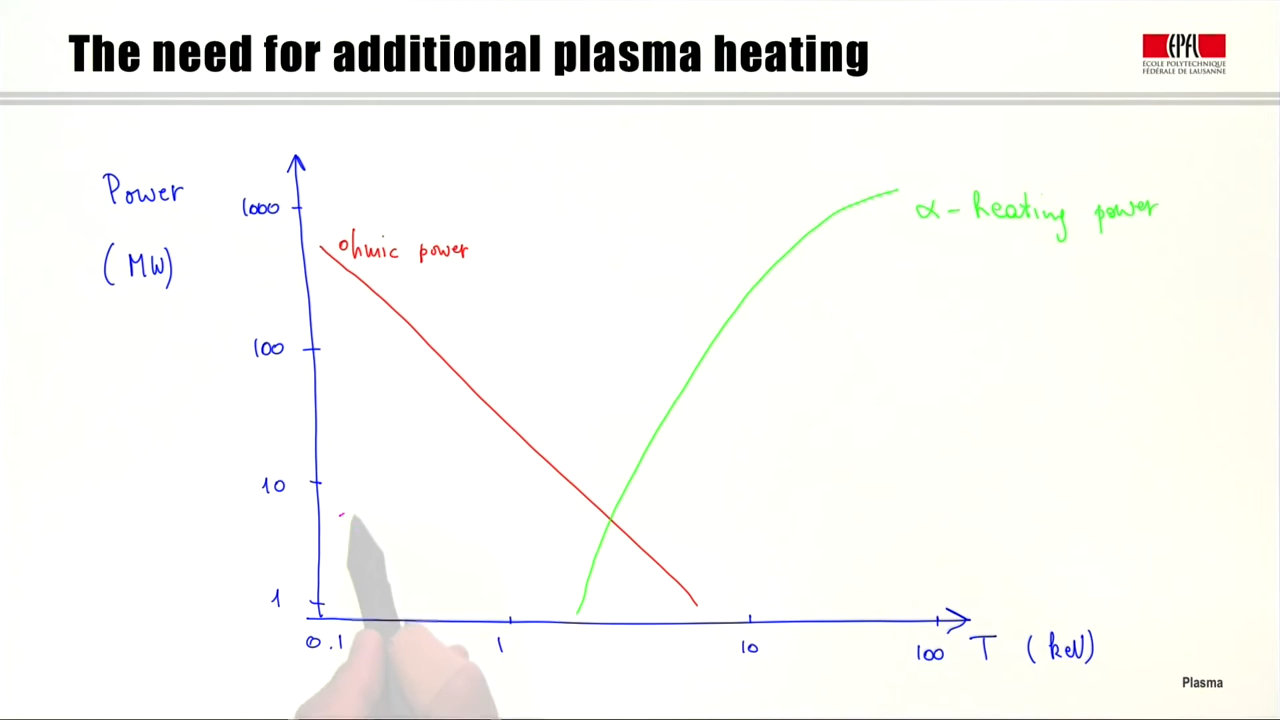 The need for additional plasma heating
EPFL
ÉCOLE POLYTECHNIQUE
FÉDÉRALE DE LAUSANNE
Power
(MW)
1000
100
10
1
ohmic power
α-heating power
0.1
1
10
100
T (keV)
Plasma